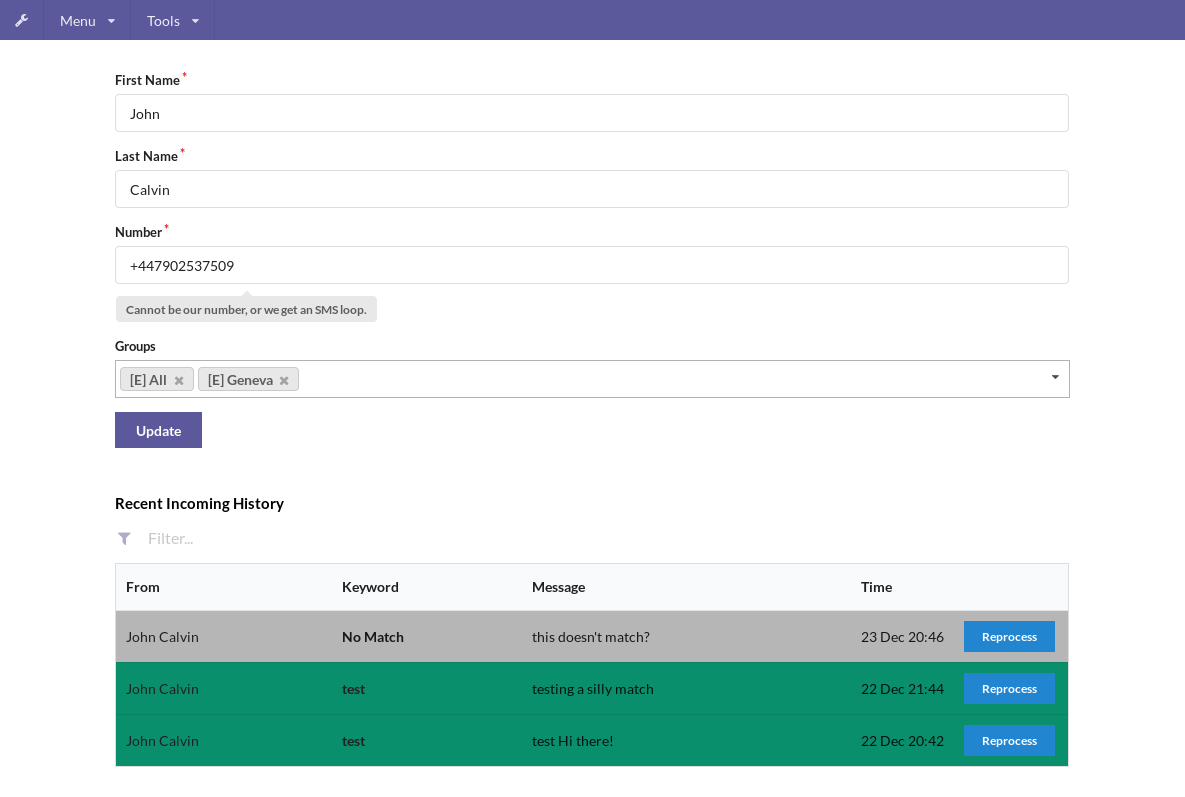 Menu Tools
First Name*
John
Last Name*
Calvin
Number*
+447902537509
Cannot be our number, or we get an SMS loop.
Groups
[E] All [E] Geneva
Update
Recent Incoming History
Filter...
From Keyword Message Time
John Calvin No Match this doesn't match? 23 Dec 20:46 Reprocess
John Calvin test testing a silly match 22 Dec 21:44 Reprocess
John Calvin test test Hi there! 22 Dec 20:42 Reprocess